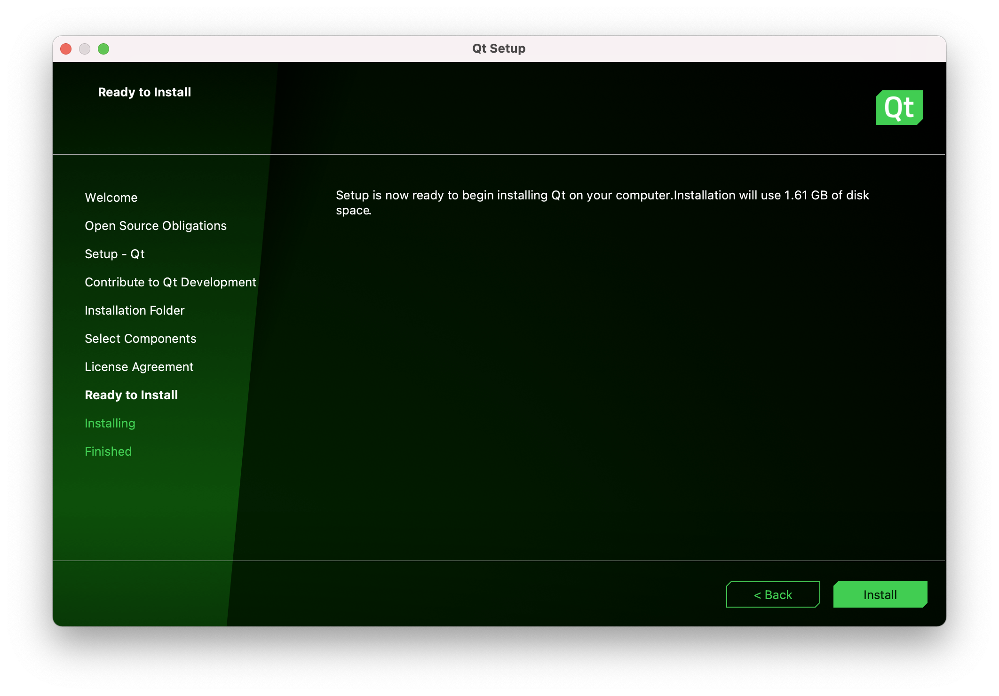 Qt Setup
Ready to Install
Qt
Welcome
Open Source Obligations
Setup - Qt
Contribute to Qt Development
Installation Folder
Select Components
License Agreement
Ready to Install
Installing
Finished
Setup is now ready to begin installing Qt on your computer.Installation will use 1.61 GB of disk
space.
< Back
Install